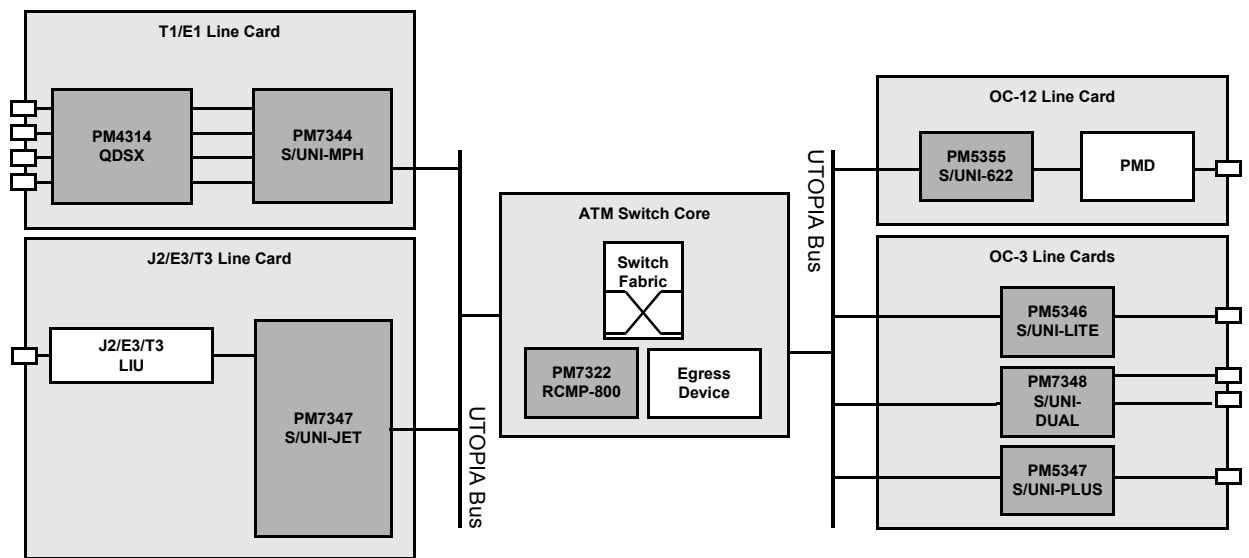 T1/E1 Line Card
PM4314
QDSX
PM7344
S/UNI-MPH
J2/E3/T3 Line Card
J2/E3/T3
LIU
PM7347
S/UNI-JET
UTOPIA Bus
ATM Switch Core
Switch
Fabric
PM7322
RCMP-800
Egress
Device
UTOPIA Bus
OC-12 Line Card
PM5355
S/UNI-622
PMD
OC-3 Line Cards
PM5346
S/UNI-LITE
PM7348
S/UNI-
DUAL
PM5347
S/UNI-PLUS